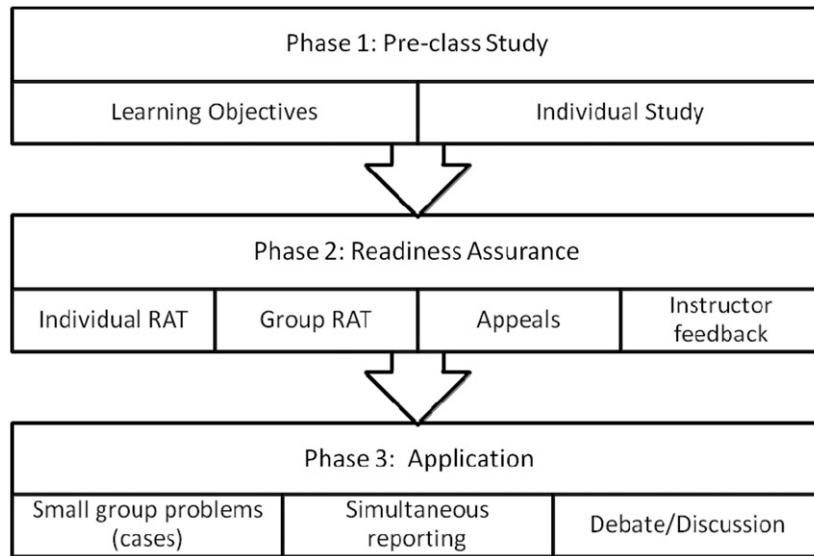 Phase 1: Pre-class Study
Learning Objectives
Individual Study
Phase 2: Readiness Assurance
Individual RAT
Group RAT
Appeals
Instructor
feedback
Phase 3: Application
Small group problems
(cases)
Simultaneous
reporting
Debate/Discussion